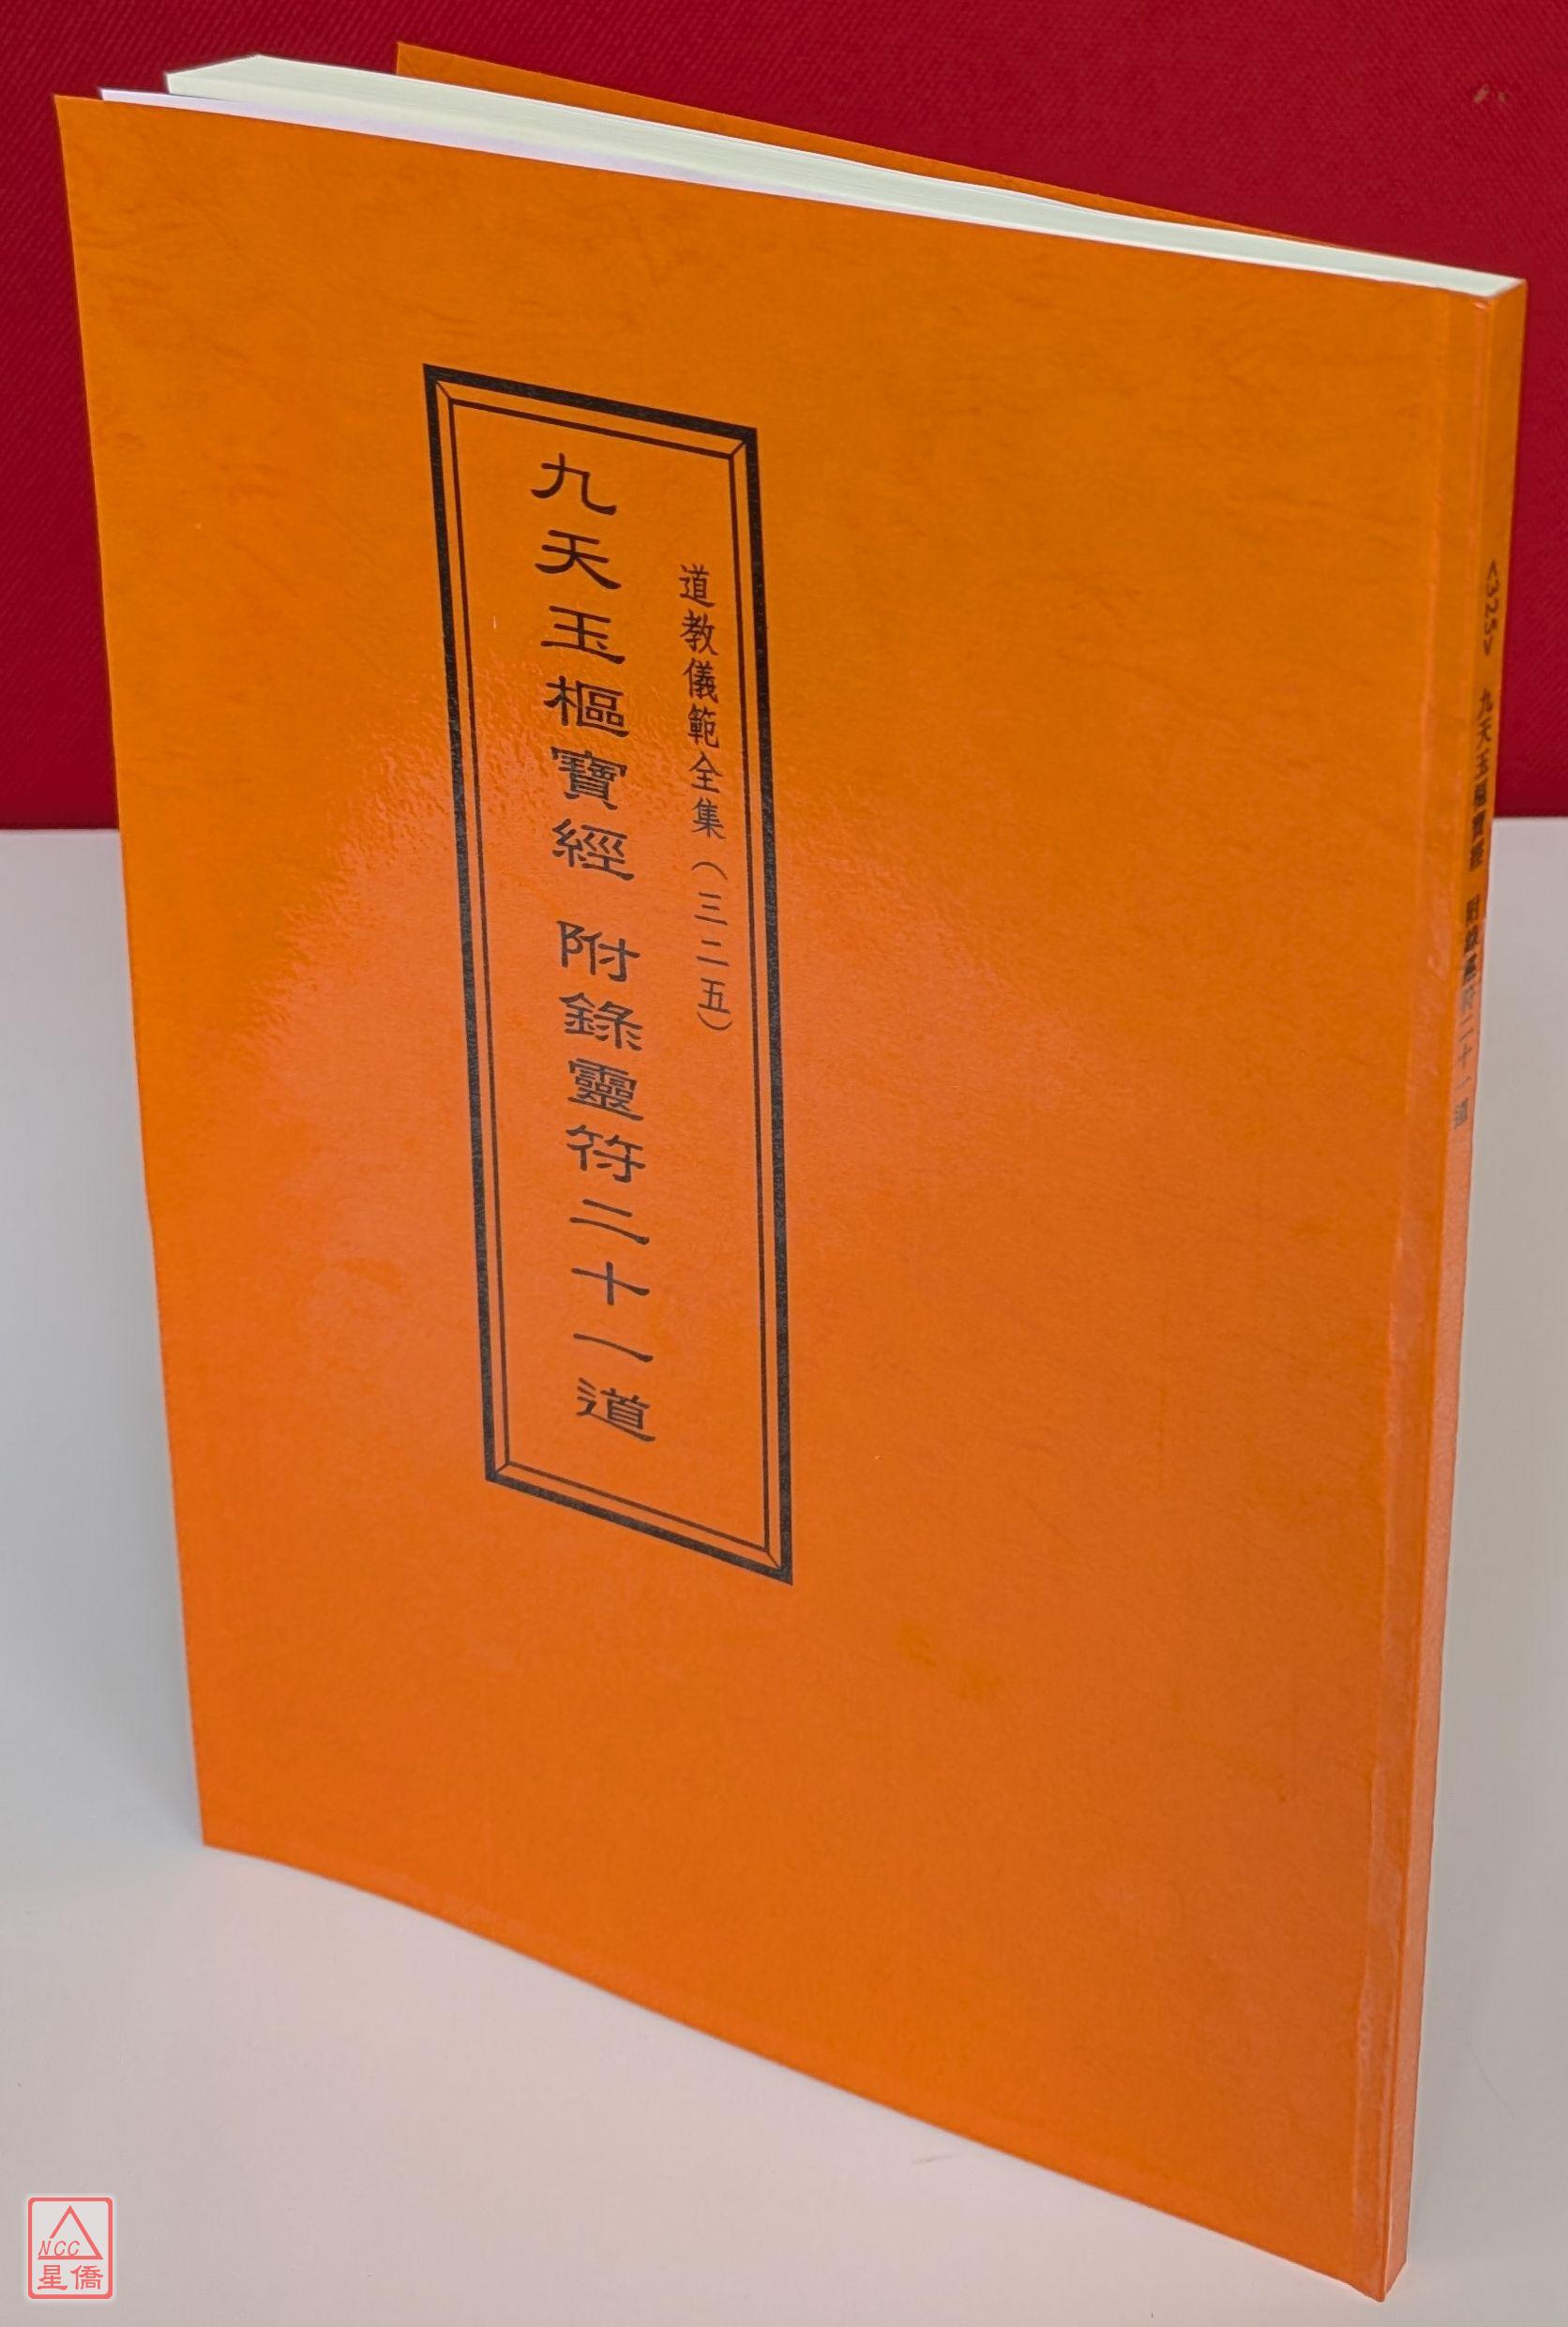 道教儀範全集(三二五)
九天玉樞寶經 附錄靈符二十一道
<325> 九天玉樞寶經 附錄靈符二十一道
NCC
星僑